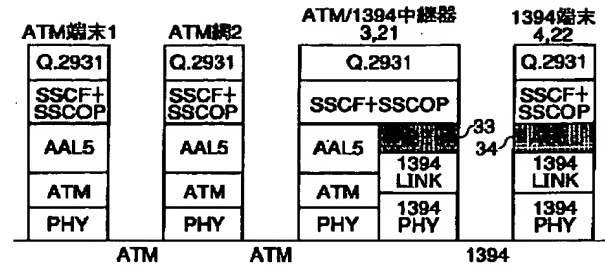 ATM端末1
ATM網2
ATM/1394中継器
3,21
1394端末
4,22
Q.2931
Q.2931
Q.2931
Q.2931
SSCF+
SSCOP
SSCF+
SSCOP
SSCF+SSCOP
SSCF+
SSCOP
AAL5
AAL5
AAL5
33
34
1394
LINK
1394
LINK
ATM
ATM
ATM
PHY
PHY
PHY
1394
PHY
1394
PHY
ATM
ATM
1394